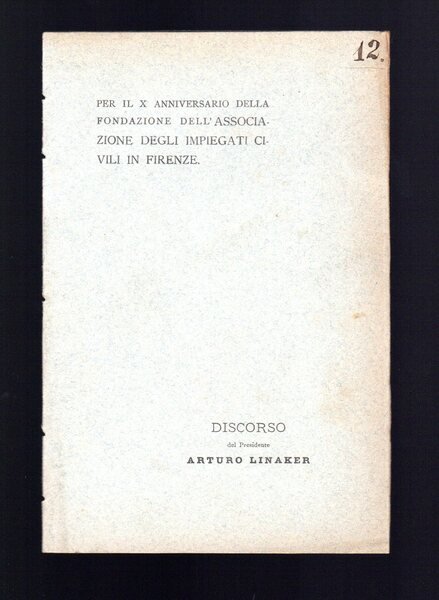 12.
PER IL X ANNIVERSARIO DELLA
FONDAZIONE DELL'ASSOCIA-
ZIONE DEGLI IMPIEGATI CI-
VILI IN FIRENZE.
DISCORSO
del Presidente
ARTURO LINAKER